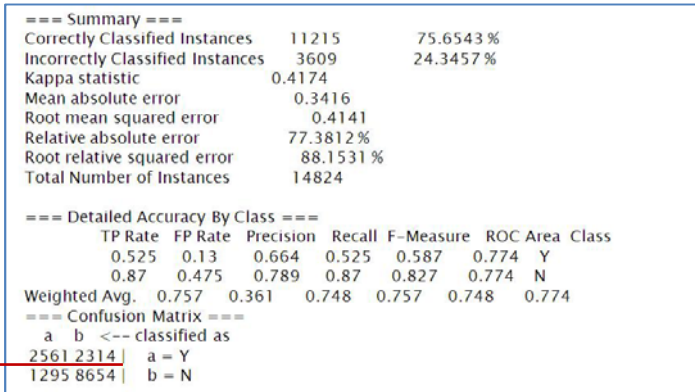 === Summary ===
Correctly Classified Instances 11215 75.6543 %
Incorrectly Classified Instances 3609 24.3457 %
Kappa statistic 0.4174
Mean absolute error 0.3416
Root mean squared error 0.4141
Relative absolute error 77.3812 %
Root relative squared error 88.1531 %
Total Number of Instances 14824
=== Detailed Accuracy By Class ===
TP Rate FP Rate Precision Recall F-Measure ROC Area Class
0.525 0.13 0.664 0.525 0.587 0.774 Y
0.87 0.475 0.789 0.87 0.827 0.774 N
Weighted Avg. 0.757 0.361 0.748 0.757 0.748 0.774
=== Confusion Matrix ===
a b <-- classified as
2561 2314 | a = Y
1295 8654 | b = N